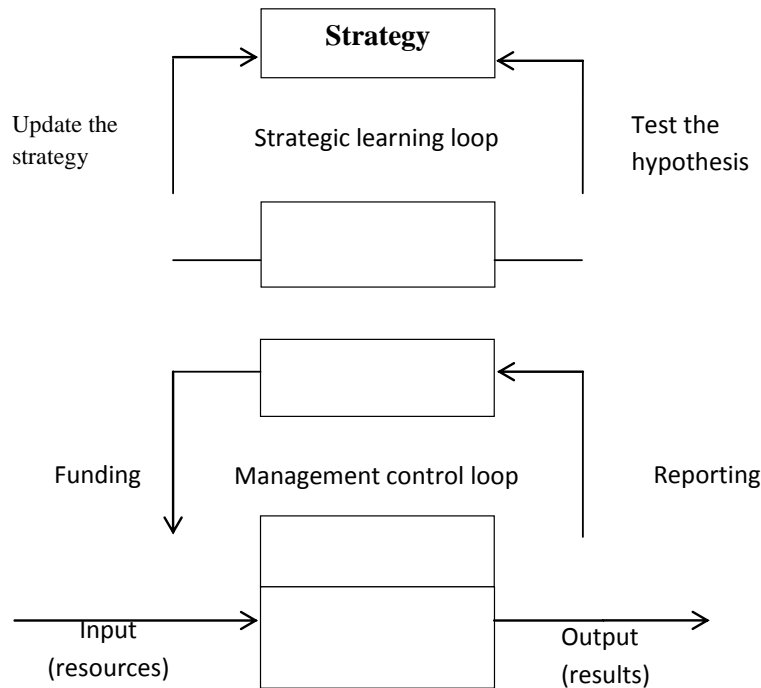 Strategy
Update the
strategy
Strategic learning loop
Test the
hypothesis
Funding
Management control loop
Reporting
Input
(resources)
Output
(results)